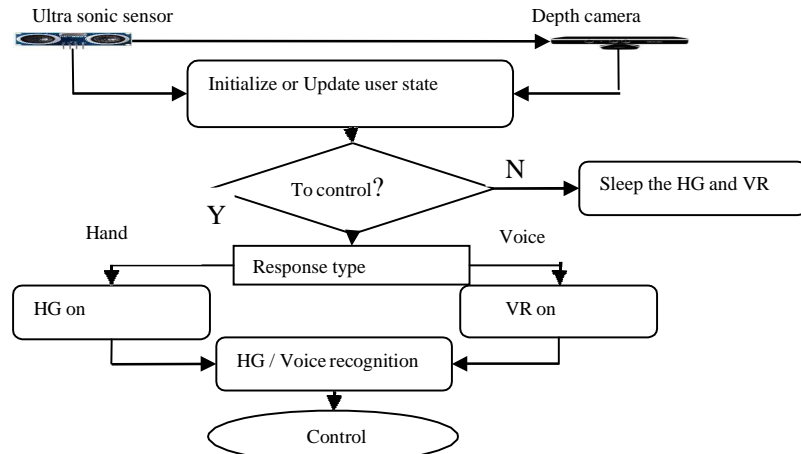 Ultra sonic sensor
Depth camera
Initialize or Update user state
To control?
N
Sleep the HG and VR
Y
Hand
Voice
Response type
HG on
VR on
HG / Voice recognition
Control